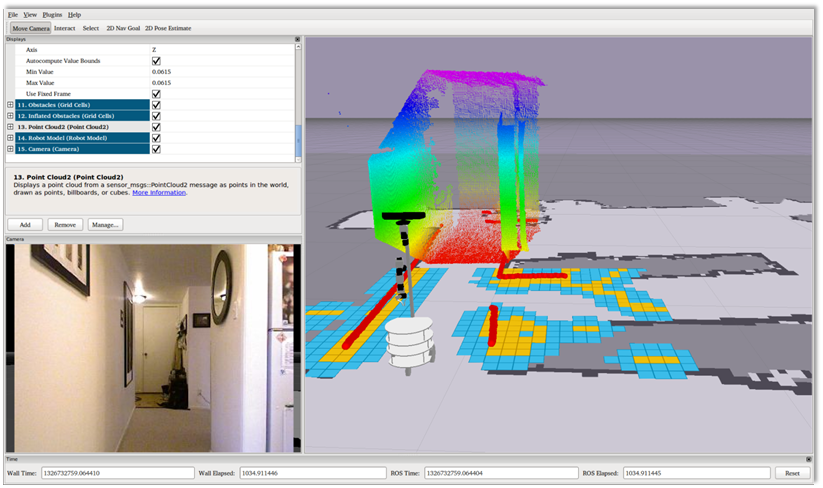 File View Plugins Help
Move Camera Interact Select 2D Nav Goal 2D Pose Estimate
Displays
Axis Z
Autocompute Value Bounds
Min Value 0.0615
Max Value 0.0615
Use Fixed Frame
11. Obstacles (Grid Cells)
12. Inflated Obstacles (Grid Cells)
13. Point Cloud2 (Point Cloud2)
14. Robot Model (Robot Model)
15. Camera (Camera)
13. Point Cloud2 (Point Cloud2)
Displays a point cloud from a sensor_msgs::PointCloud2 message as points in the world,
drawn as points, billboards, or cubes. More Information.
Add Remove Manage...
Camera
Time
Wall Time: 1326732759.064410 Wall Elapsed: 1034.911446 ROS Time: 1326732759.064404 ROS Elapsed: 1034.911445 Reset